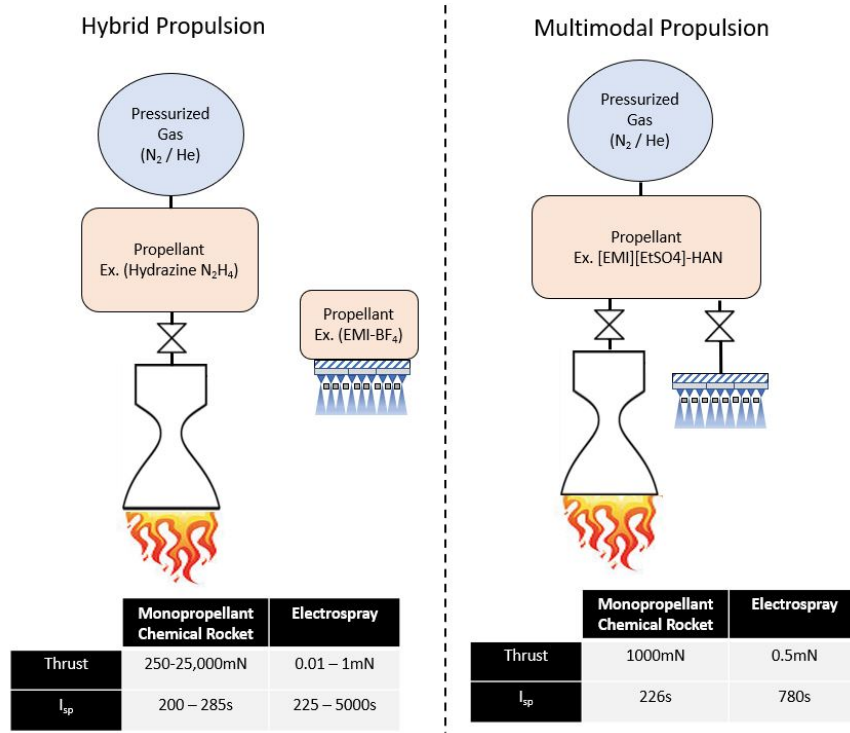 Hybrid Propulsion
Pressurized
Gas
(N₂ / He)
Propellant
Ex. (Hydrazine N₂H₄)
Propellant
Ex. (EMI-BF₄)
Monopropellant
Chemical Rocket
Electrospray
Thrust
250-25,000mN
0.01 – 1mN
Iₛₚ
200 – 285s
225 – 5000s
Multimodal Propulsion
Pressurized
Gas
(N₂ / He)
Propellant
Ex. [EMI][EtSO4]-HAN
Monopropellant
Chemical Rocket
Electrospray
Thrust
1000mN
0.5mN
Iₛₚ
226s
780s